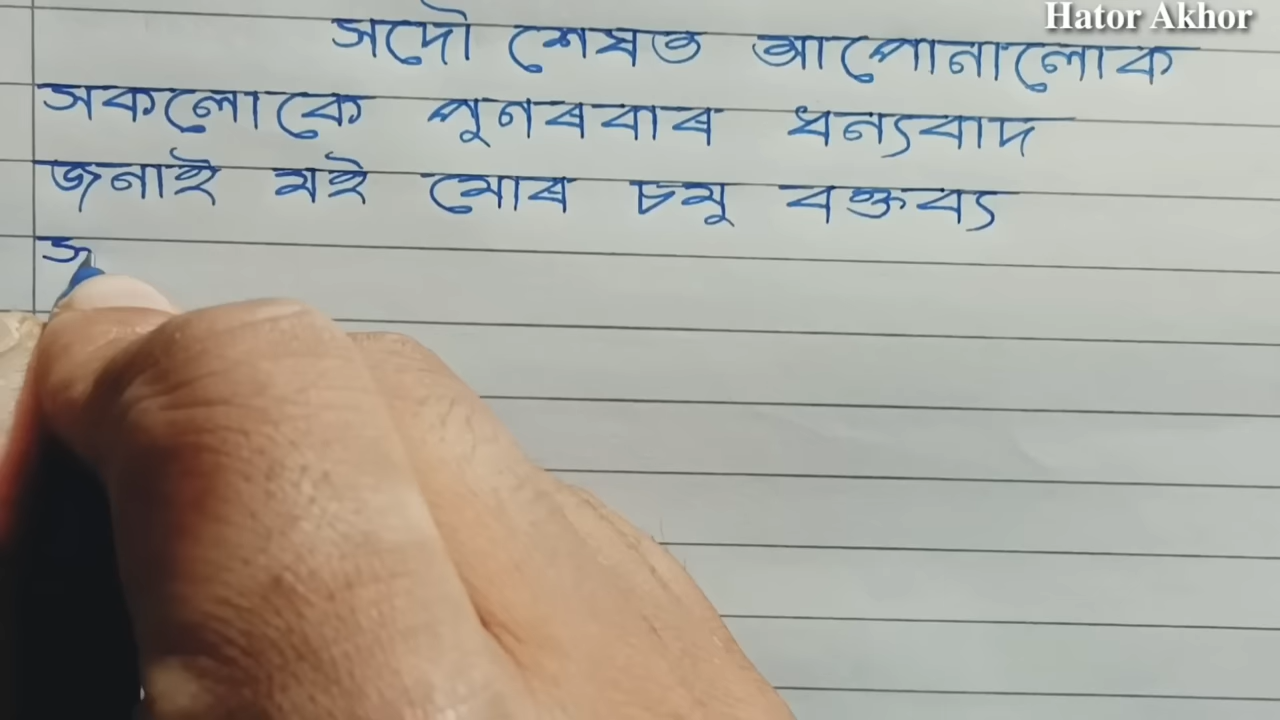 Hator Akhor
সদৌ শেষত আপোনালোক
সকলোকে পুনৰবাৰ ধন্যবাদ
জনাই মই মোৰ চমু বক্তব্য